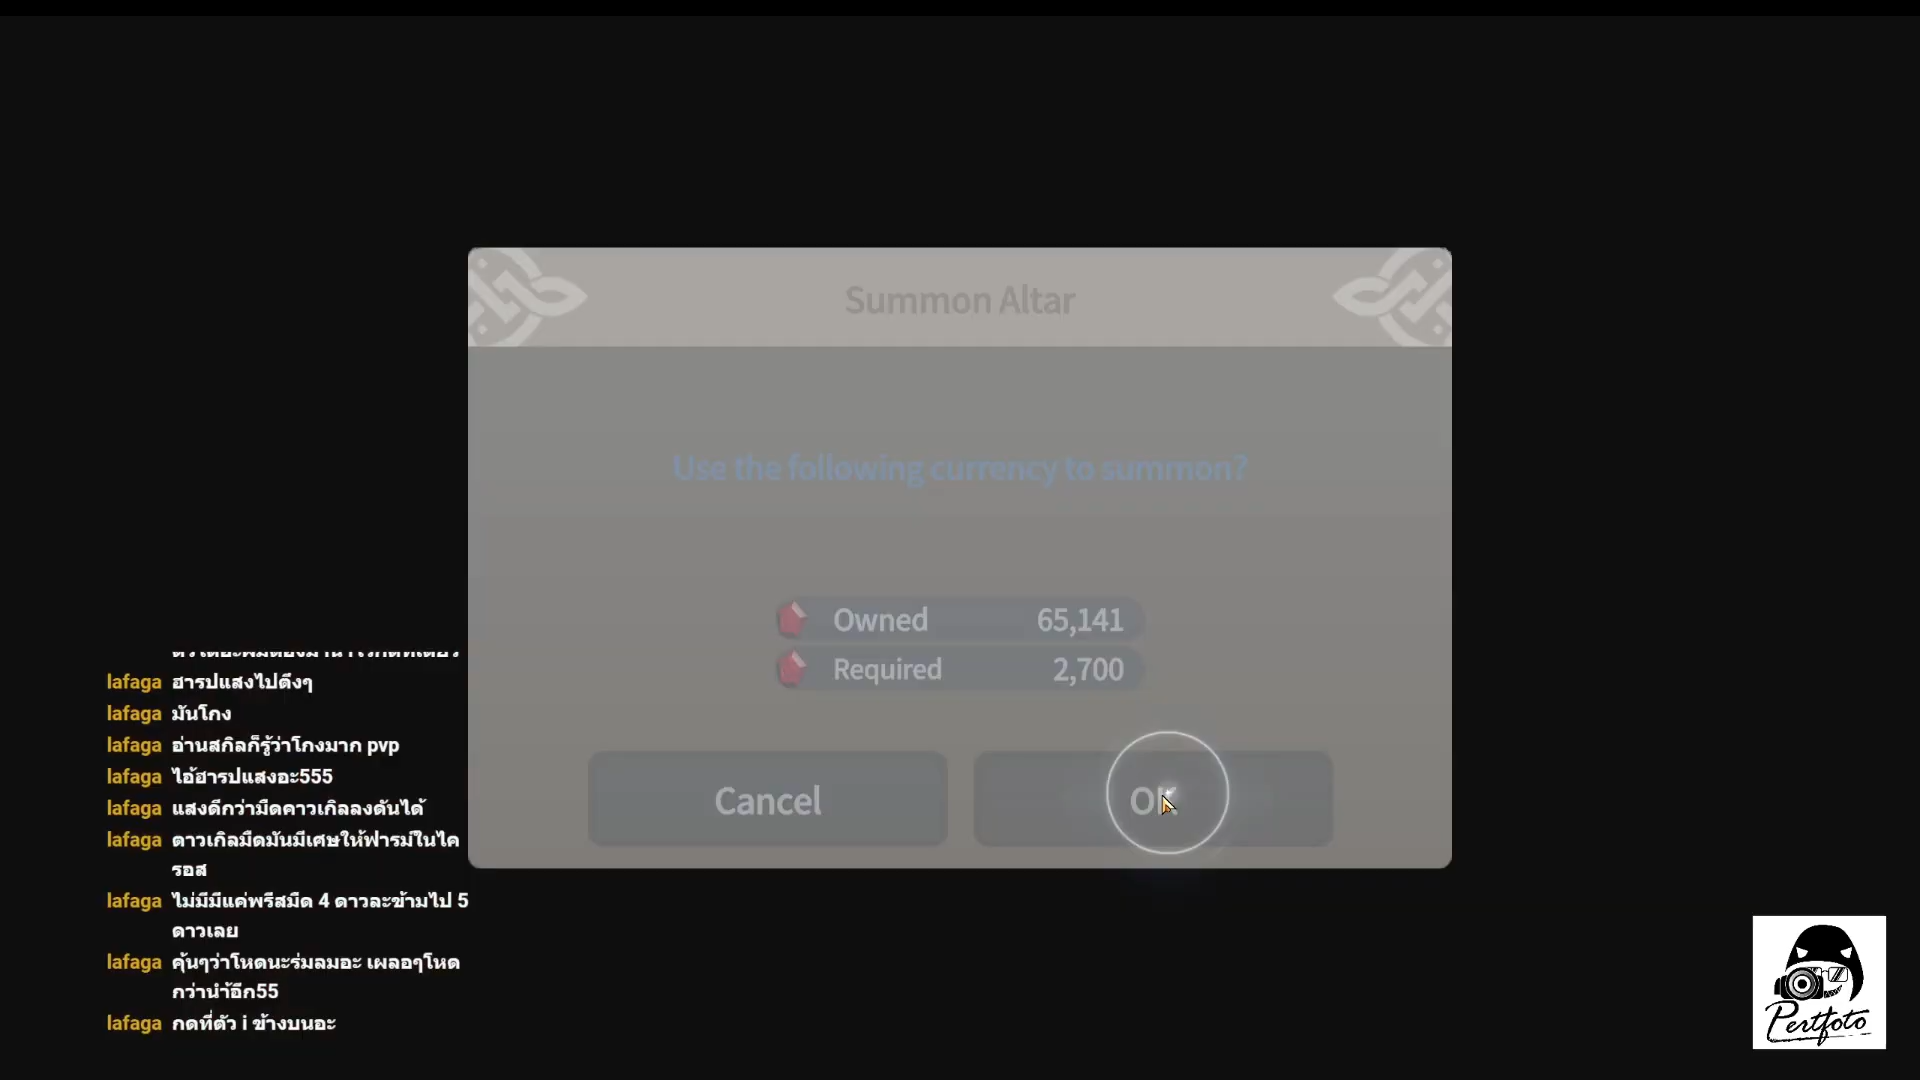 Summon Altar
Use the following currency to summon?
Owned 65,141
Required 2,700
Cancel OK
lafaga ฮารปแสงไปตึงๆ
lafaga มันโกง
lafaga อ่านสกิลก็รู้ว่าโกงมาก pvp
lafaga ไอ้ฮารปแสงอะ555
lafaga แสงดีกว่ามืดคาวเกิลลงดันได้
lafaga ดาวเกิลมืดมันมีเศษให้ฟารม์ในไค
รอส
lafaga ไม่มีมีแค่พรีสมืด 4 ดาวละข้ามไป 5
ดาวเลย
lafaga คุ้นๆว่าโหดนะร่มลมอะ เผลอๆโหด
กว่านำ้อีก55
lafaga กดที่ตัว i ข้างบนอะ
Pertfoto